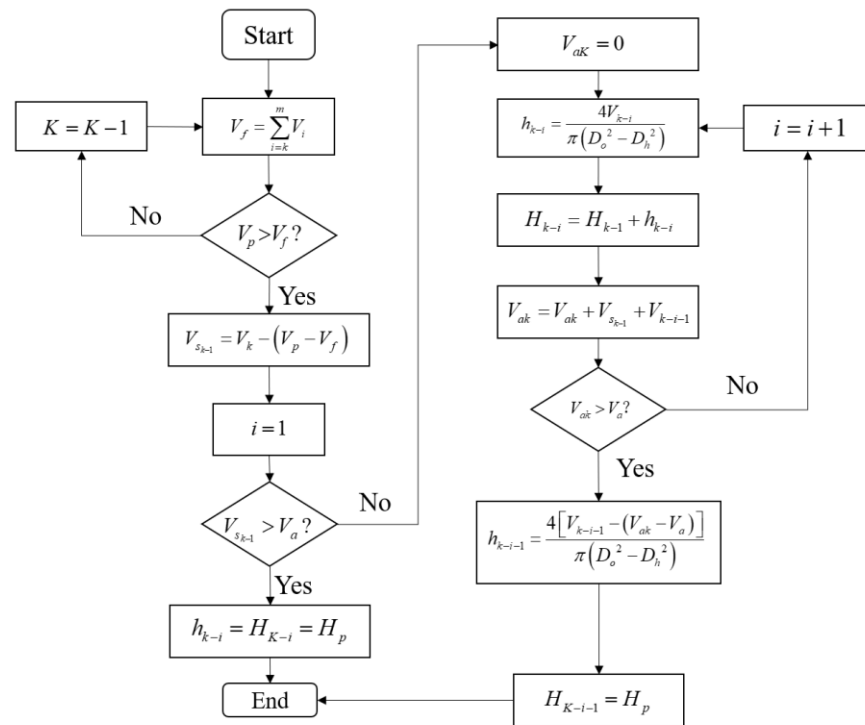 Start
K = K − 1
V_f = \sum_{i=k}^{m} V_i
No
V_p > V_f ?
Yes
V_{s_{k-1}} = V_k − (V_p − V_f)
i = 1
V_{s_{k-1}} > V_a ?
No
Yes
h_{k-i} = H_{K-i} = H_p
End
V_{aK} = 0
h_{k-i} = \frac{4V_{k-i}}{π(D_o^2 − D_h^2)}
i = i + 1
H_{k-i} = H_{k-1} + h_{k-i}
V_{ak} = V_{ak} + V_{s_{k-1}} + V_{k-i-1}
No
V_{ak} > V_a ?
Yes
h_{k-i-1} = \frac{4[V_{k-i-1} − (V_{ak} − V_a)]}{π(D_o^2 − D_h^2)}
H_{K-i-1} = H_p